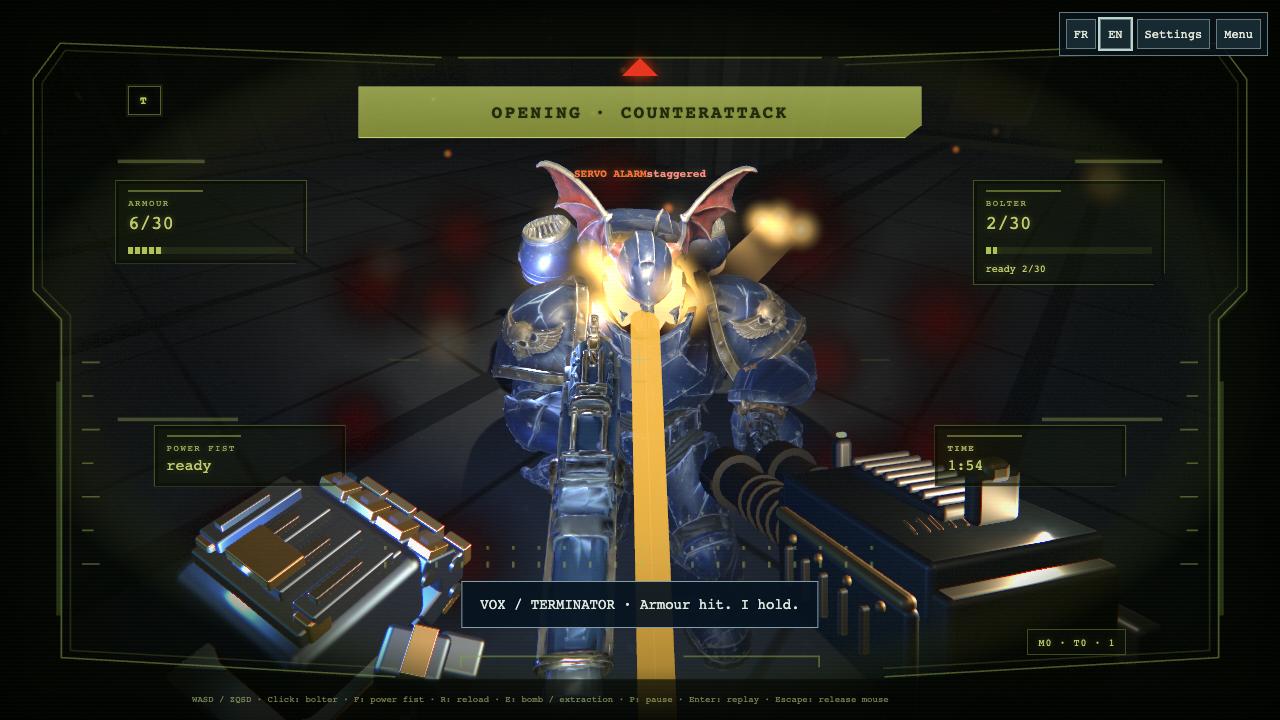 FR EN Settings Menu
T
OPENING · COUNTERATTACK
SERVO ALARMstaggered
ARMOUR
6/30
BOLTER
2/30
ready 2/30
POWER FIST
ready
TIME
1:54
VOX / TERMINATOR · Armour hit. I hold.
M0 · T0 · 1
WASD / ZQSD · Click: bolter · F: power fist · R: reload · E: bomb / extraction · P: pause · Enter: replay · Escape: release mouse